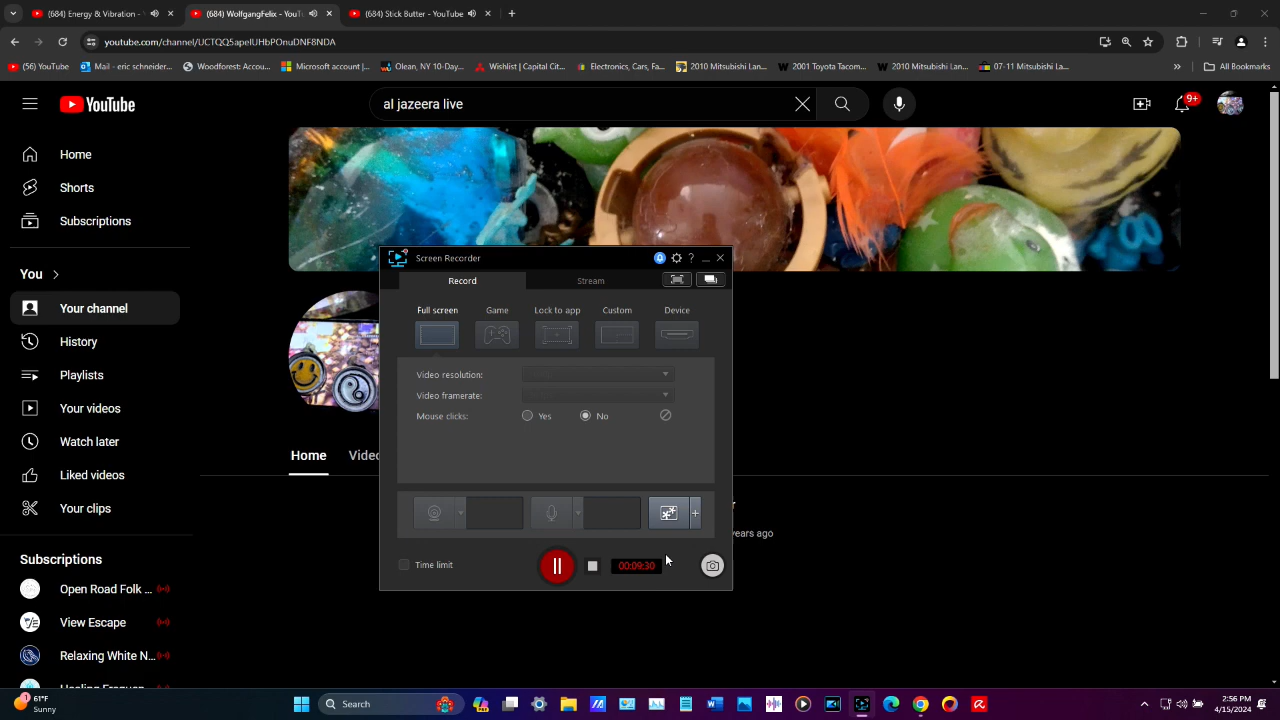 (684) Energy & Vibration -
(684) WolfgangFelix - YouT
(684) Stick Butter - YouTube
youtube.com/channel/UCTQQ5apeIUHbPOnuDNF8NDA
(56) YouTube
Mail - eric schneider...
Woodforest: Accou...
Microsoft account |...
Olean, NY 10-Day...
Wishlist | Capital Cit...
Electronics, Cars, Fa...
2010 Mitsubishi Lan...
2001 Toyota Tacom...
2010 Mitsubishi Lan...
07-11 Mitsubishi La...
»
All Bookmarks
YouTube
al jazeera live
9+
Home
Shorts
Subscriptions
You
Your channel
History
Playlists
Your videos
Watch later
Liked videos
Your clips
Subscriptions
Open Road Folk ...
View Escape
Relaxing White N...
Home
years ago
Screen Recorder
?
Record
Stream
Full screen
Game
Lock to app
Custom
Device
Video resolution:
Video framerate:
Mouse clicks:
Yes
No
Time limit
00:09:30
1
61°F
Sunny
Search
2:56 PM
4/15/2024